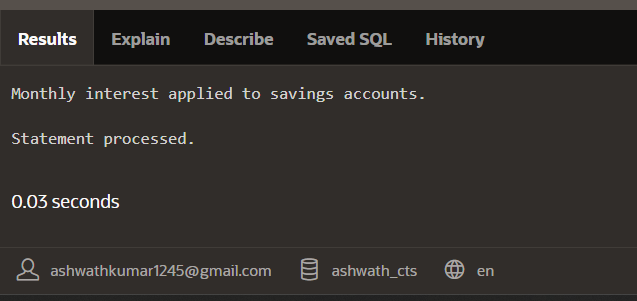 Results Explain Describe Saved SQL History
Monthly interest applied to savings accounts.
Statement processed.
0.03 seconds
ashwathkumar1245@gmail.com ashwath_cts en